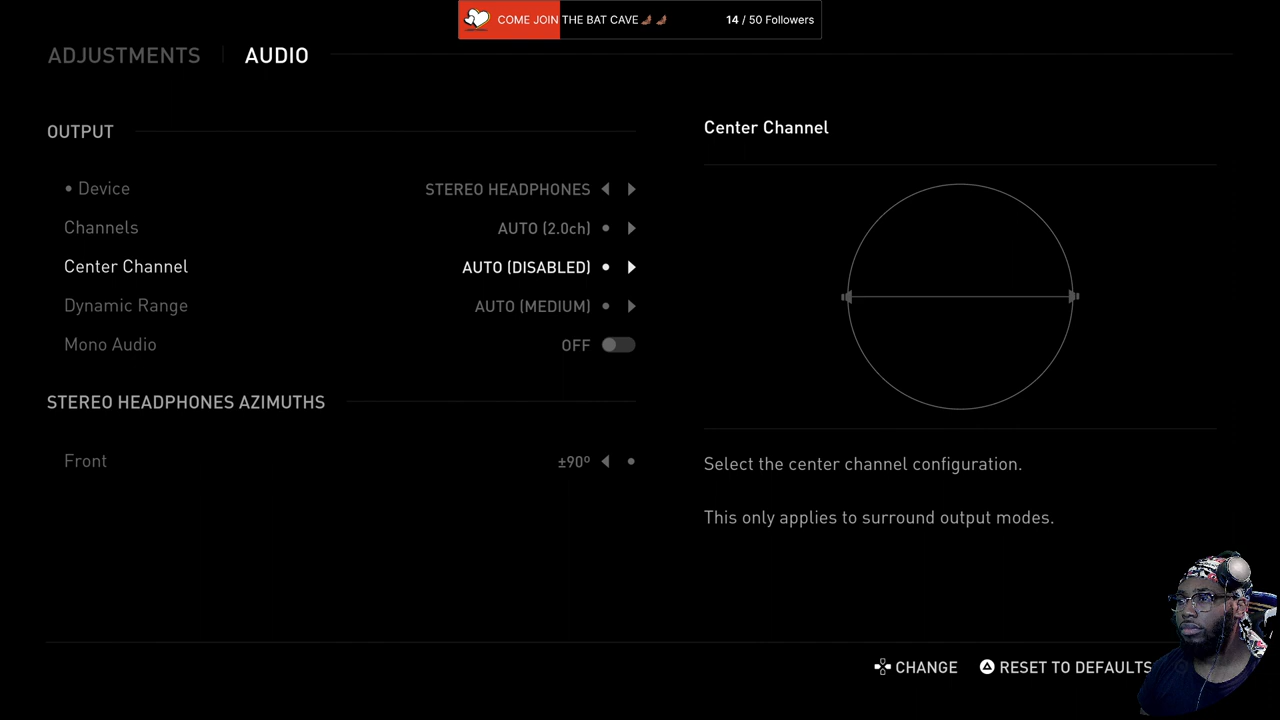 COME JOIN THE BAT CAVE 14 / 50 Followers
ADJUSTMENTS AUDIO
OUTPUT
• Device STEREO HEADPHONES
Channels AUTO (2.0ch)
Center Channel AUTO (DISABLED)
Dynamic Range AUTO (MEDIUM)
Mono Audio OFF
STEREO HEADPHONES AZIMUTHS
Front ±90º
Center Channel
Select the center channel configuration.
This only applies to surround output modes.
CHANGE RESET TO DEFAULTS